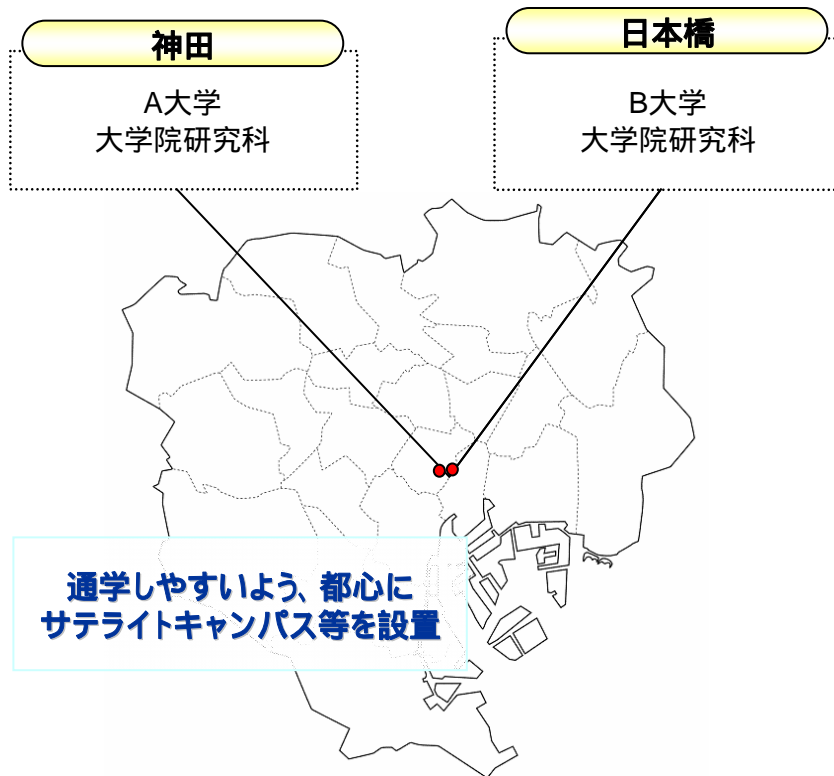 神田
A大学
大学院研究科
日本橋
B大学
大学院研究科
通学しやすいよう、都心に
サテライトキャンパス等を設置